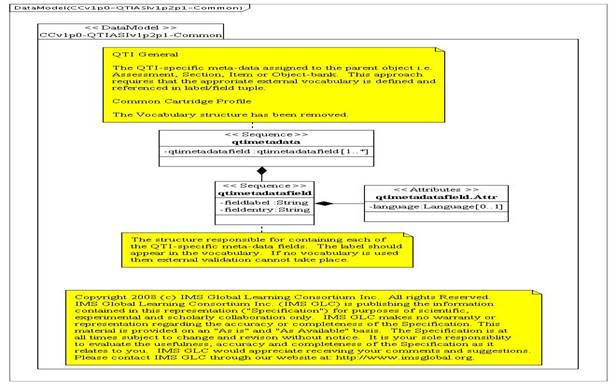 DataModel(CCv1p0-QTIASIv1p2p1-Common)
<< DataModel >>
CCv1p0-QTIASIv1p2p1-Common
QTI General
The QTI-specific meta-data assigned to the parent object i.e.
Assessment, Section, Item or Object-bank. This approach
requires that the approriate external vocabulary is defined and
referenced in label/field tuple.
Common Cartridge Profile
The Vocabulary structure has been removed.
<< Sequence >>
qtimetadata
-qtimetadatafield :qtimetadatafield[1..*]
<< Sequence >>
qtimetadatafield
-fieldlabel :String
-fieldentry:String
<< Attributes >>
qtimetadatafield.Attr
-language:Language[0..1]
The structure responsible for containing each of
the QTI-specific meta-data fields. The label should
appear in the vocabulary. If no vocabulary is used
then external validation cannot take place.
Copyright 2008 (c) IMS Global Learning Consortium Inc. All rights Reserved.
IMS Global Learning Consortium Inc. (IMS GLC) is publishing the information
contained in this representation ("Specification") for purposes of scientific,
experimental and scholarly collaboration only. IMS GLC makes no warranty or
representation regarding the accuracy or completeness of the Specification. This
material is provided on an "As is" and "As Available" basis. The Specification is at
all times subject to change and revision without notice. It is your sole responsiblity
to evaluate the usefulness, accuracy and completeness of the Specification as it
relates to you. IMS GLC would appreciate receiving your comments and suggestions.
Please contact IMS GLC through our website at: http://www.imsglobal.org.